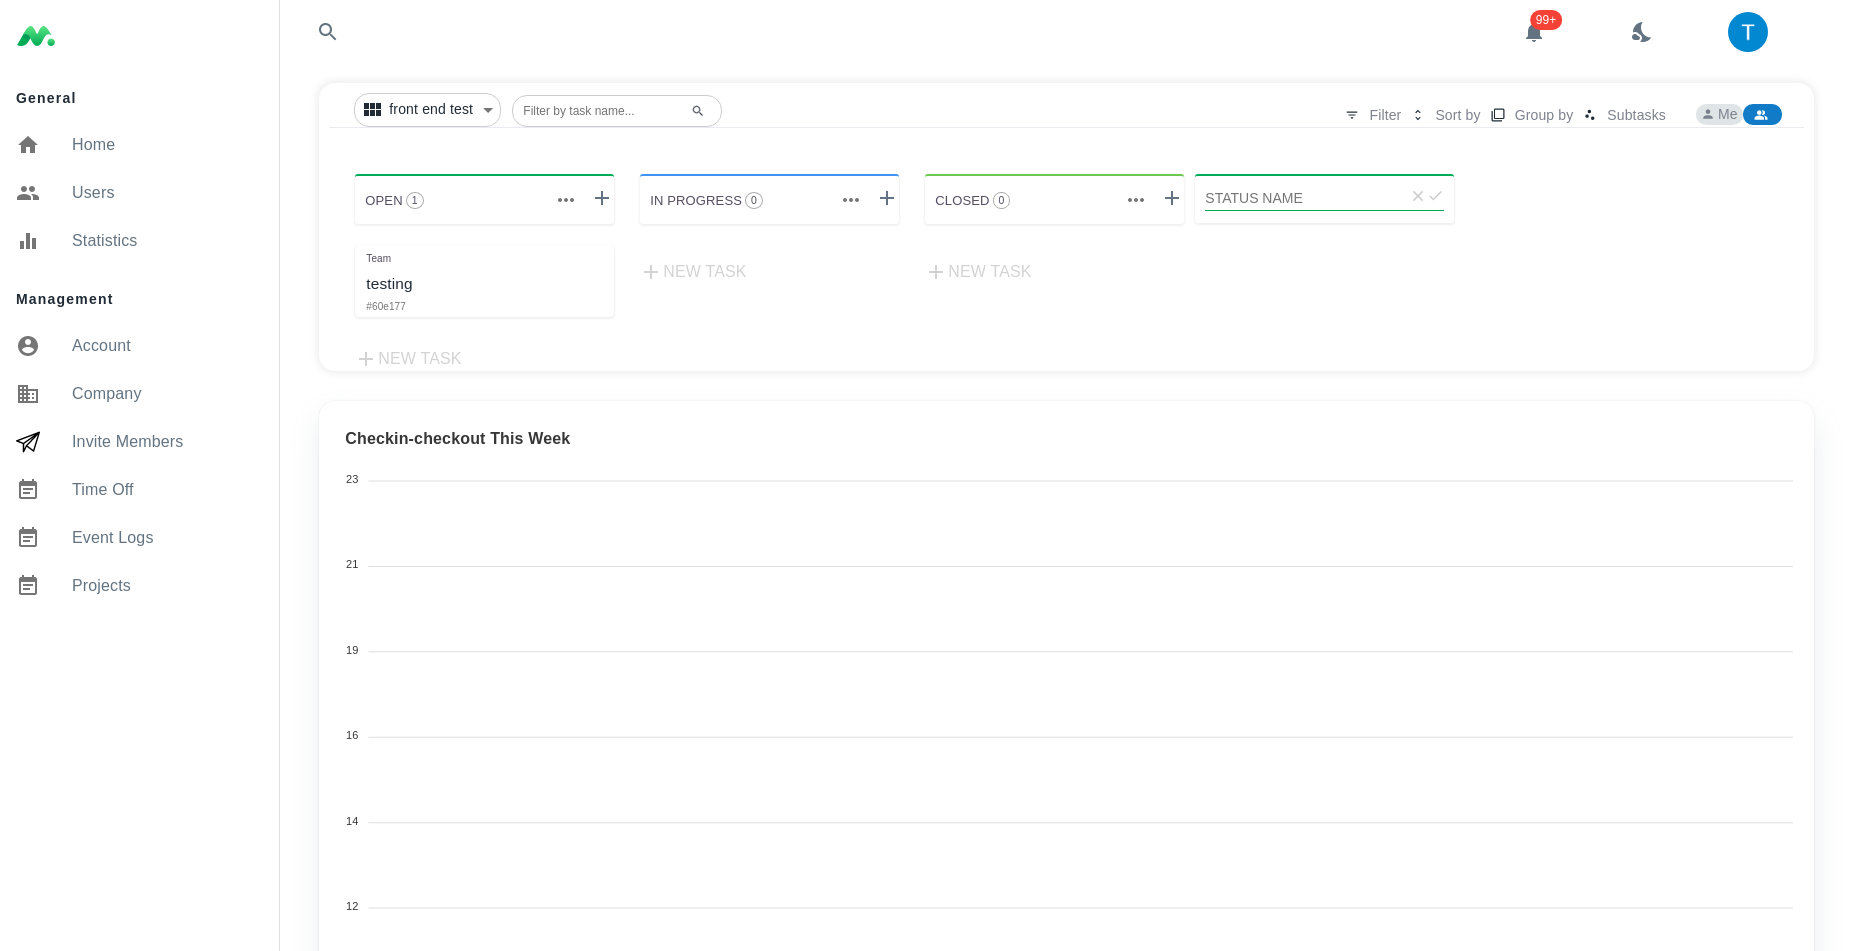 99+
T
General
Home
Users
Statistics
Management
Account
Company
Invite Members
Time Off
Event Logs
Projects
front end test
Filter by task name...
Filter
Sort by
Group by
Subtasks
Me
OPEN 1
IN PROGRESS 0
CLOSED 0
STATUS NAME
Team
testing
#60e177
NEW TASK
NEW TASK
NEW TASK
Checkin-checkout This Week
23
21
19
16
14
12